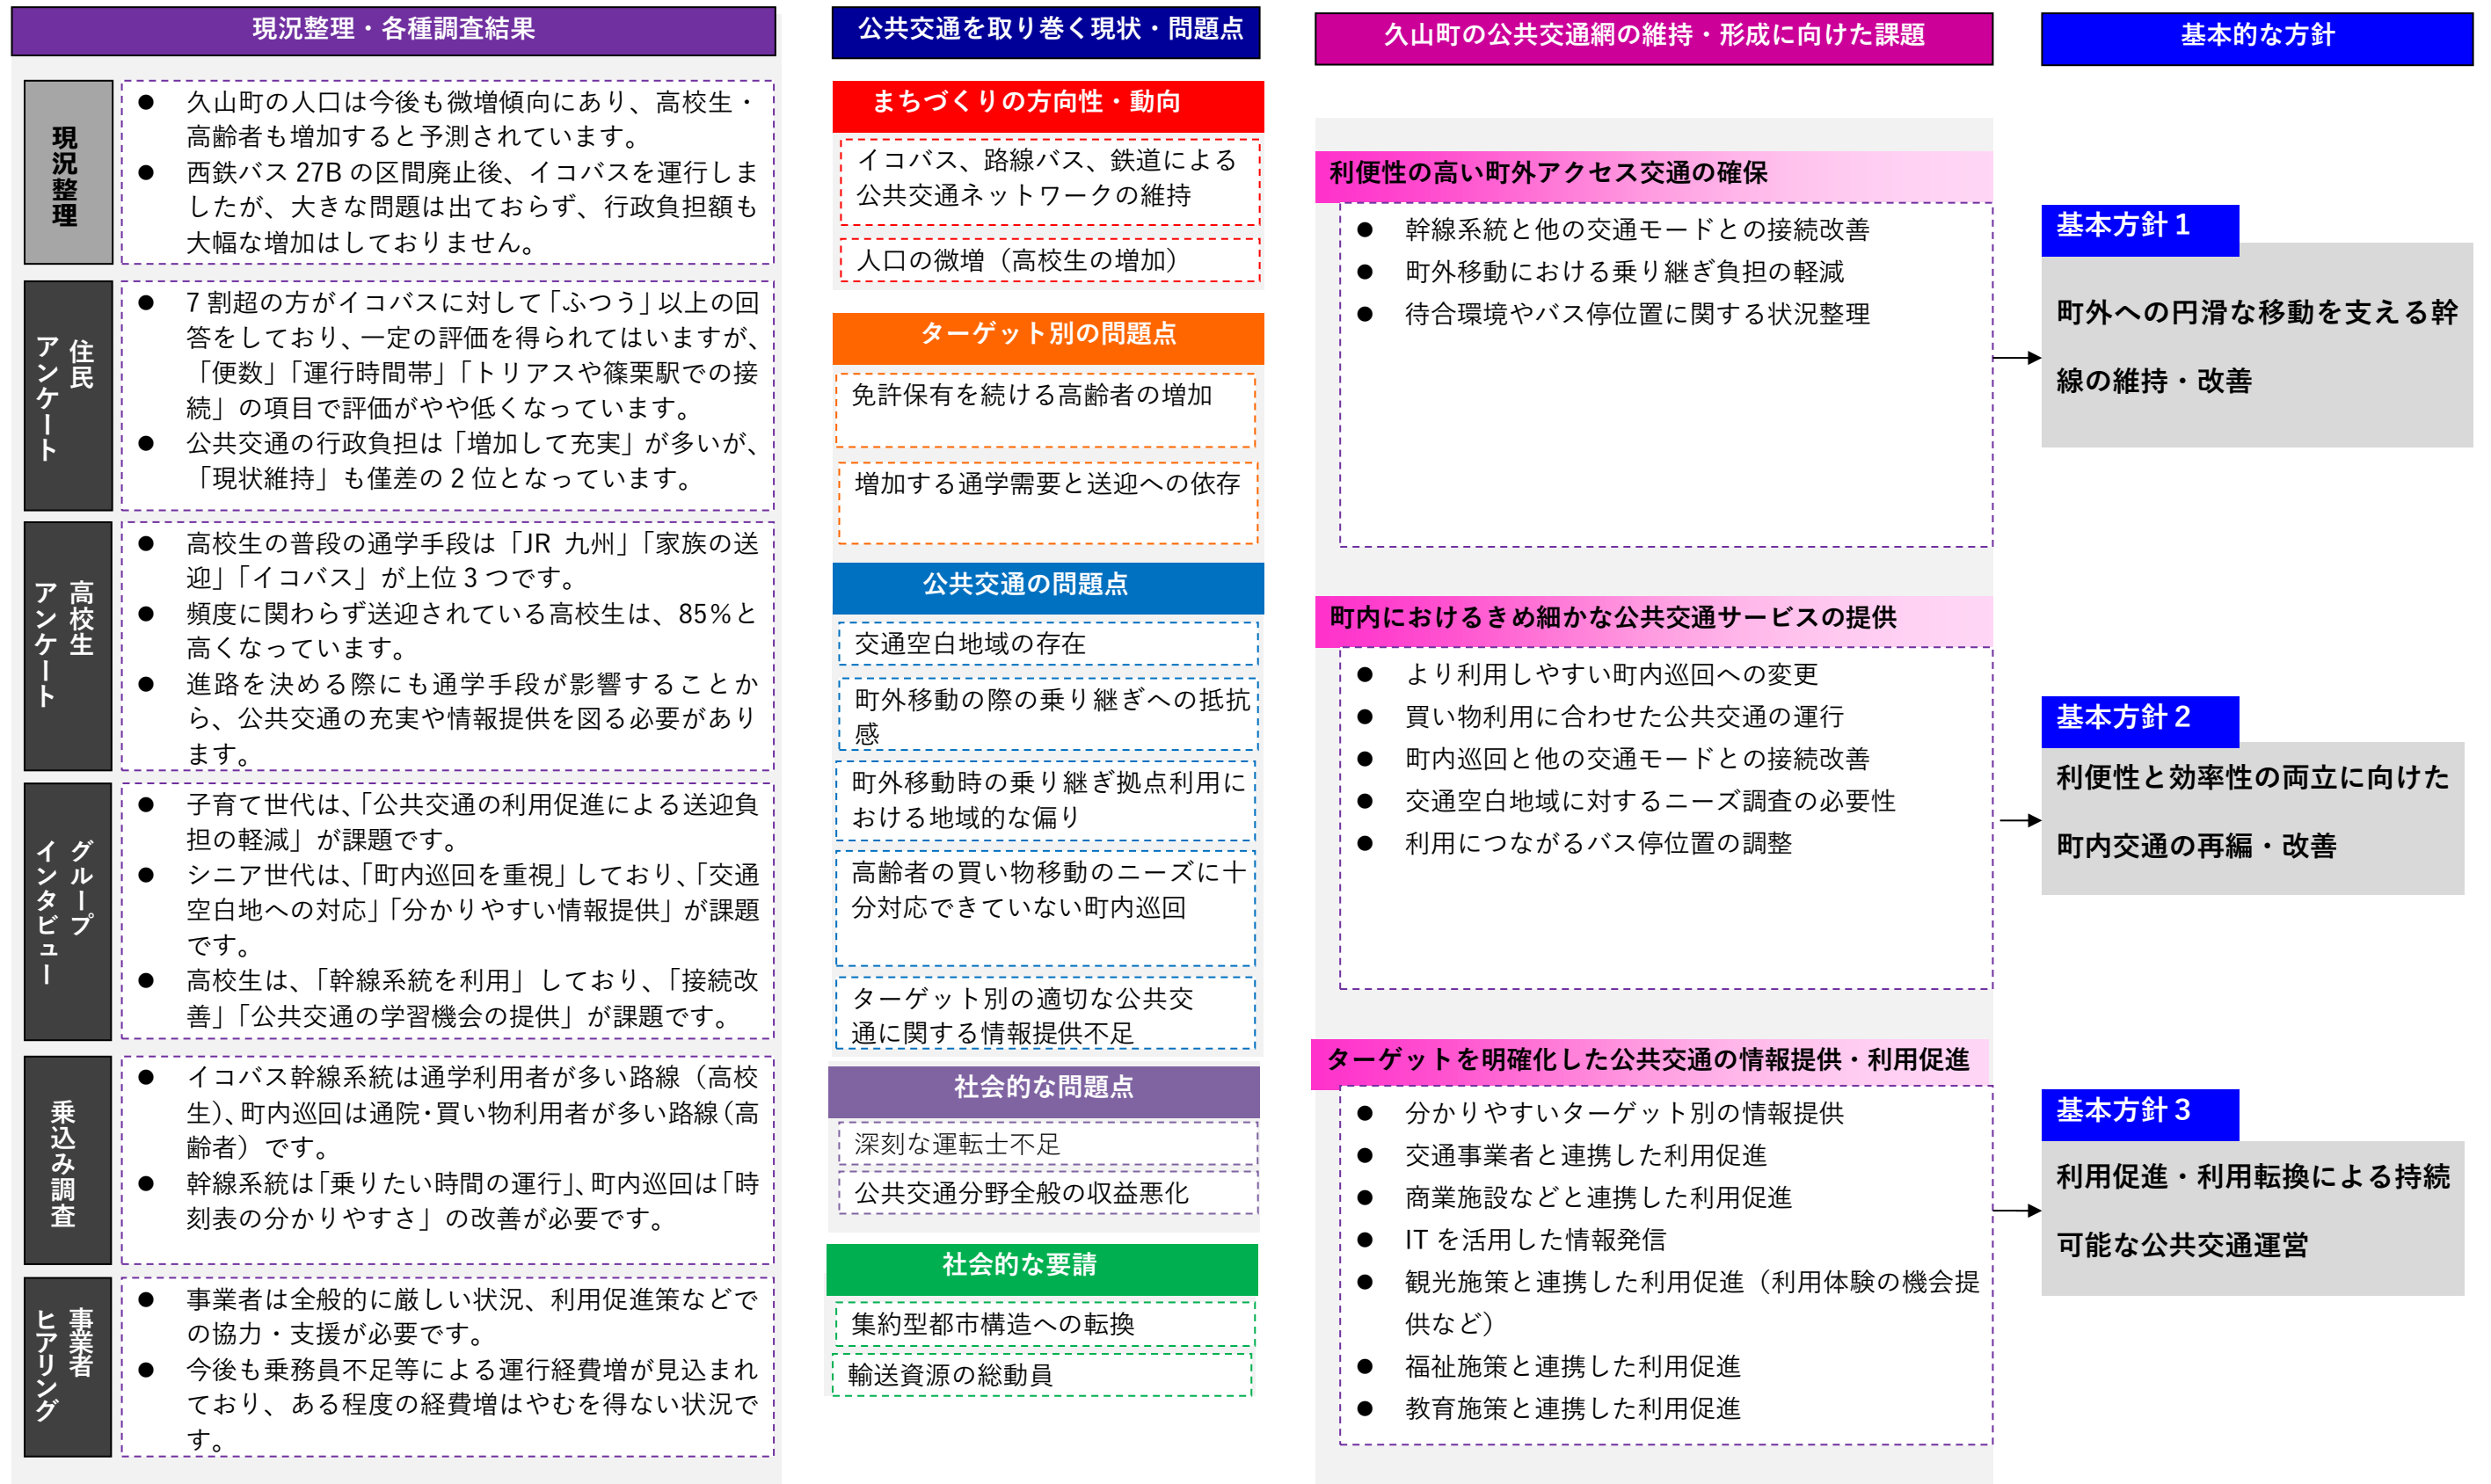 現況整理・各種調査結果
現況整理
久山町の人口は今後も微増傾向にあり、高校生・
高齢者も増加すると予測されています。
西鉄バス 27B の区間廃止後、イコバスを運行しま
したが、大きな問題は出ておらず、行政負担額も
大幅な増加はしておりません。
住民
アンケート
7 割超の方がイコバスに対して「ふつう」以上の回
答をしており、一定の評価を得られてはいますが、
「便数」「運行時間帯」「トリアスや篠栗駅での接
続」の項目で評価がやや低くなっています。
公共交通の行政負担は「増加して充実」が多いが、
「現状維持」も僅差の 2 位となっています。
高校生
アンケート
高校生の普段の通学手段は「JR 九州」「家族の送
迎」「イコバス」が上位 3 つです。
頻度に関わらず送迎されている高校生は、85％と
高くなっています。
進路を決める際にも通学手段が影響することか
ら、公共交通の充実や情報提供を図る必要があり
ます。
グループ
インタビュー
子育て世代は、「公共交通の利用促進による送迎負
担の軽減」が課題です。
シニア世代は、「町内巡回を重視」しており、「交通
空白地への対応」「分かりやすい情報提供」が課題
です。
高校生は、「幹線系統を利用」しており、「接続改
善」「公共交通の学習機会の提供」が課題です。
乗込み調査
イコバス幹線系統は通学利用者が多い路線（高校
生）、町内巡回は通院・買い物利用者が多い路線（高
齢者）です。
幹線系統は「乗りたい時間の運行」、町内巡回は「時
刻表の分かりやすさ」の改善が必要です。
事業者
ヒアリング
事業者は全般的に厳しい状況、利用促進策などで
の協力・支援が必要です。
今後も乗務員不足等による運行経費増が見込まれ
ており、ある程度の経費増はやむを得ない状況で
す。
公共交通を取り巻く現状・問題点
まちづくりの方向性・動向
イコバス、路線バス、鉄道による
公共交通ネットワークの維持
人口の微増（高校生の増加）
ターゲット別の問題点
免許保有を続ける高齢者の増加
増加する通学需要と送迎への依存
公共交通の問題点
交通空白地域の存在
町外移動の際の乗り継ぎへの抵抗
感
町外移動時の乗り継ぎ拠点利用に
おける地域的な偏り
高齢者の買い物移動のニーズに十
分対応できていない町内巡回
ターゲット別の適切な公共交
通に関する情報提供不足
社会的な問題点
深刻な運転士不足
公共交通分野全般の収益悪化
社会的な要請
集約型都市構造への転換
輸送資源の総動員
久山町の公共交通網の維持・形成に向けた課題
利便性の高い町外アクセス交通の確保
幹線系統と他の交通モードとの接続改善
町外移動における乗り継ぎ負担の軽減
待合環境やバス停位置に関する状況整理
町内におけるきめ細かな公共交通サービスの提供
より利用しやすい町内巡回への変更
買い物利用に合わせた公共交通の運行
町内巡回と他の交通モードとの接続改善
交通空白地域に対するニーズ調査の必要性
利用につながるバス停位置の調整
ターゲットを明確化した公共交通の情報提供・利用促進
分かりやすいターゲット別の情報提供
交通事業者と連携した利用促進
商業施設などと連携した利用促進
IT を活用した情報発信
観光施策と連携した利用促進（利用体験の機会提
供など）
福祉施策と連携した利用促進
教育施策と連携した利用促進
基本的な方針
基本方針１
町外への円滑な移動を支える幹
線の維持・改善
基本方針２
利便性と効率性の両立に向けた
町内交通の再編・改善
基本方針３
利用促進・利用転換による持続
可能な公共交通運営